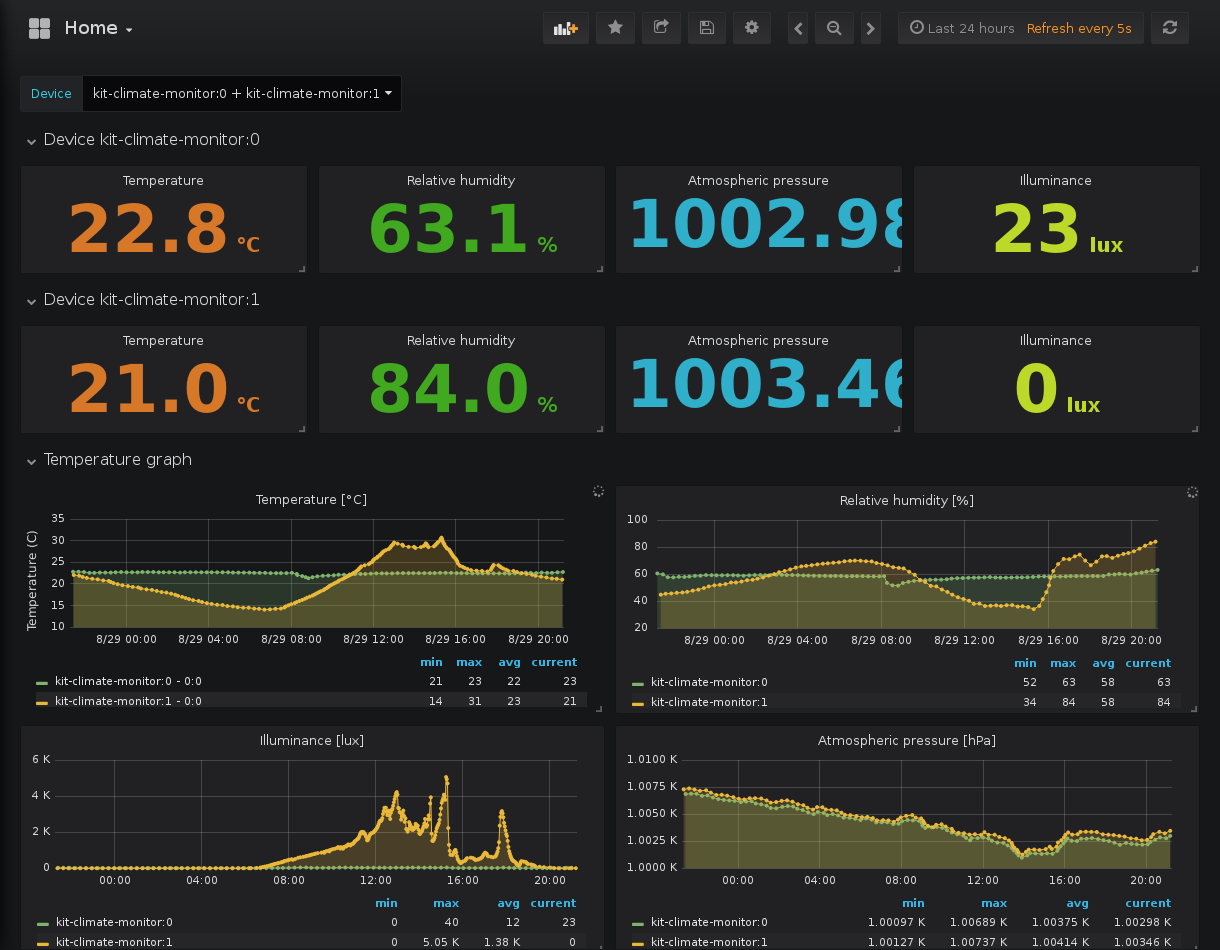 Home
Last 24 hours Refresh every 5s
Device kit-climate-monitor:0 + kit-climate-monitor:1
Device kit-climate-monitor:0
Temperature Relative humidity Atmospheric pressure Illuminance
22.8 °C 63.1 % 1002.98 23 lux
Device kit-climate-monitor:1
Temperature Relative humidity Atmospheric pressure Illuminance
21.0 °C 84.0 % 1003.46 0 lux
Temperature graph
Temperature [°C]
Temperature (C)
35
30
25
20
15
10
8/29 00:00 8/29 04:00 8/29 08:00 8/29 12:00 8/29 16:00 8/29 20:00
min max avg current
kit-climate-monitor:0 - 0:0 21 23 22 23
kit-climate-monitor:1 - 0:0 14 31 23 21
Relative humidity [%]
100
80
60
40
20
8/29 00:00 8/29 04:00 8/29 08:00 8/29 12:00 8/29 16:00 8/29 20:00
min max avg current
kit-climate-monitor:0 52 63 58 63
kit-climate-monitor:1 34 84 58 84
Illuminance [lux]
6 K
4 K
2 K
0
00:00 04:00 08:00 12:00 16:00 20:00
min max avg current
kit-climate-monitor:0 0 40 12 23
kit-climate-monitor:1 0 5.05 K 1.38 K 0
Atmospheric pressure [hPa]
1.0100 K
1.0075 K
1.0050 K
1.0025 K
1.0000 K
00:00 04:00 08:00 12:00 16:00 20:00
min max avg current
kit-climate-monitor:0 1.00097 K 1.00689 K 1.00375 K 1.00298 K
kit-climate-monitor:1 1.00127 K 1.00737 K 1.00414 K 1.00346 K